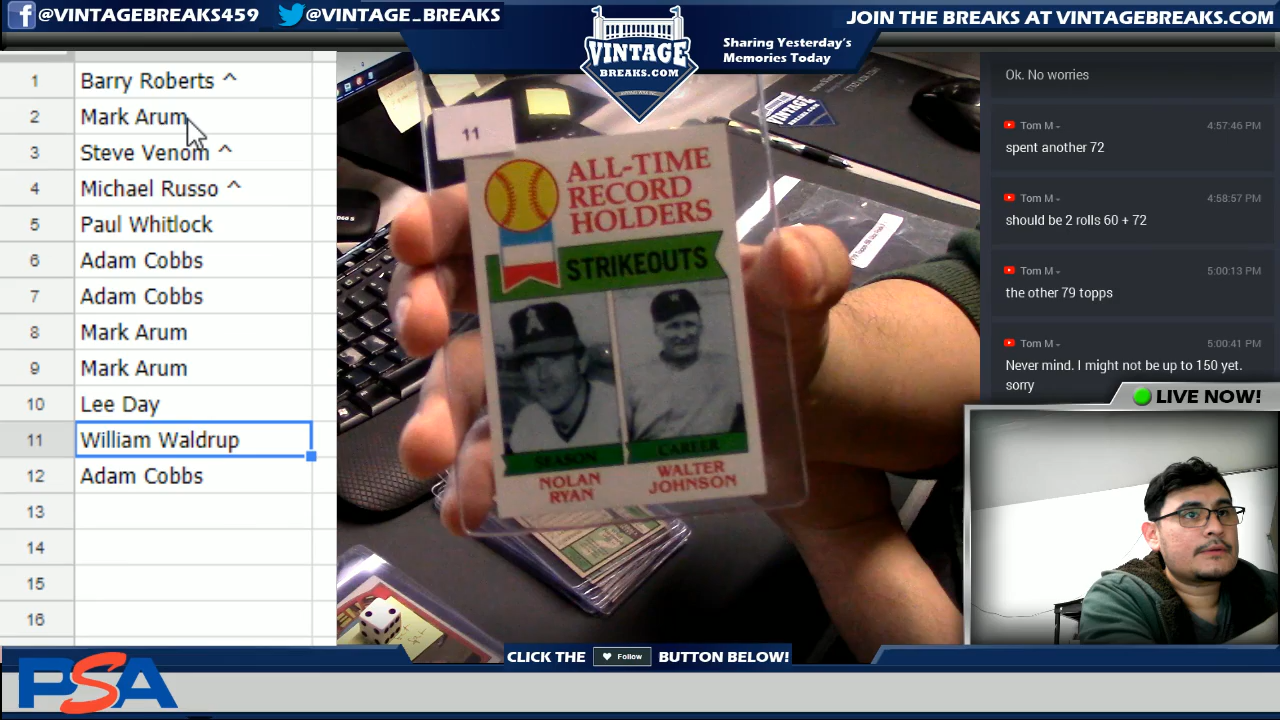 @VINTAGEBREAKS459
@VINTAGE_BREAKS
VINTAGE
BREAKS.COM
Sharing Yesterday's
Memories Today
JOIN THE BREAKS AT VINTAGEBREAKS.COM
1 Barry Roberts ^
2 Mark Arum
3 Steve Venom ^
4 Michael Russo ^
5 Paul Whitlock
6 Adam Cobbs
7 Adam Cobbs
8 Mark Arum
9 Mark Arum
10 Lee Day
11 William Waldrup
12 Adam Cobbs
13
14
15
16
11
ALL-TIME
RECORD
HOLDERS
STRIKEOUTS
SEASON
NOLAN
RYAN
CAREER
WALTER
JOHNSON
Ok. No worries
Tom M 4:57:46 PM
spent another 72
Tom M 4:58:57 PM
should be 2 rolls 60 + 72
Tom M 5:00:13 PM
the other 79 topps
Tom M 5:00:41 PM
Never mind. I might not be up to 150 yet.
sorry
LIVE NOW!
PSA
CLICK THE Follow BUTTON BELOW!